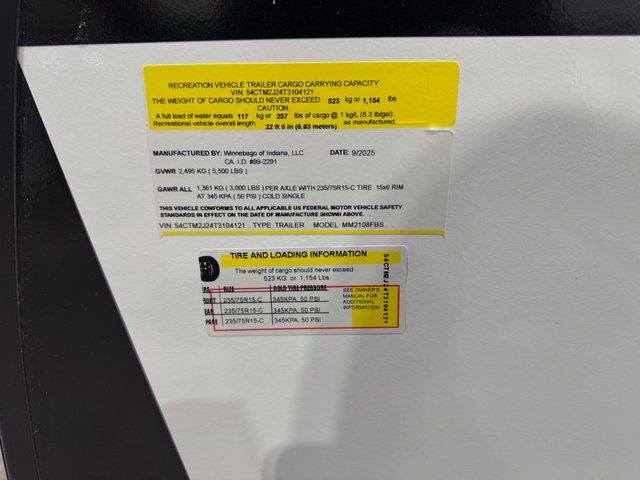 RECREATION VEHICLE TRAILER CARGO CARRYING CAPACITY
VIN: 54CTM2J24T3104121
THE WEIGHT OF CARGO SHOULD NEVER EXCEED: 523 kg or 1,154 lbs
CAUTION:
A full load of water equals 117 kg or 257 lbs of cargo @ 1 kg/L (8.3 lb/gal)
Recreational vehicle overall length 22 ft 5 in (6.83 meters) as manufactured
MANUFACTURED BY: Winnebago of Indiana, LLC DATE: 9/2025
CA. I.D. #99-2291
GVWR 2,495 KG ( 5,500 LBS )
GAWR ALL 1,361 KG ( 3,000 LBS ) PER AXLE WITH 235/75R15-C TIRE 15x6 RIM
AT 345 KPA ( 50 PSI ) COLD SINGLE
THIS VEHICLE CONFORMS TO ALL APPLICABLE US FEDERAL MOTOR VEHICLE SAFETY
STANDARDS IN EFFECT ON THE DATE OF MANUFACTURE SHOWN ABOVE.
VIN: 54CTM2J24T3104121 TYPE: TRAILER MODEL: MM2108FBS
TIRE AND LOADING INFORMATION
The weight of cargo should never exceed
523 KG or 1,154 Lbs.
SIZE COLD TIRE PRESSURE
RONT 235/75R15-C 345KPA, 50 PSI
EAR 235/75R15-C 345KPA, 50 PSI
PARE 235/75R15-C 345KPA, 50 PSI
SEE OWNER'S
MANUAL FOR
ADDITIONAL
INFORMATION
54CTM2J24T3104121